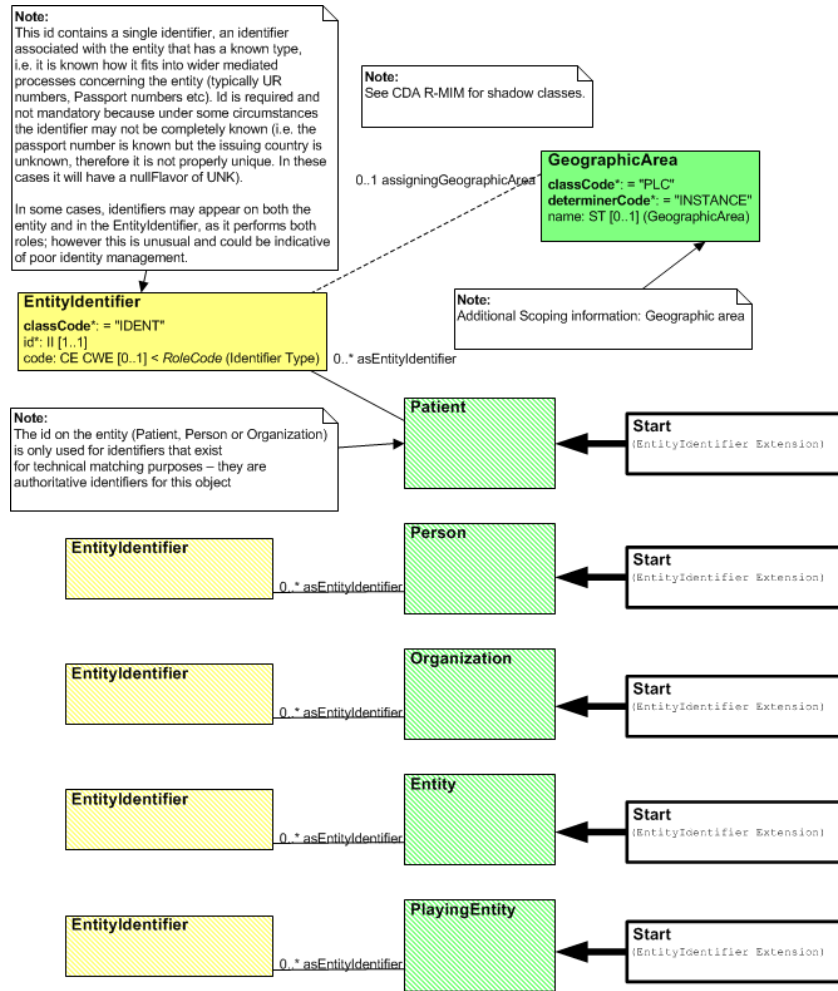 Note:
This id contains a single identifier, an identifier
associated with the entity that has a known type,
i.e. it is known how it fits into wider mediated
processes concerning the entity (typically UR
numbers, Passport numbers etc). Id is required and
not mandatory because under some circumstances
the identifier may not be completely known (i.e. the
passport number is known but the issuing country is
unknown, therefore it is not properly unique. In these
cases it will have a nullFlavor of UNK).
In some cases, identifiers may appear on both the
entity and in the EntityIdentifier, as it performs both
roles; however this is unusual and could be indicative
of poor identity management.
Note:
See CDA R-MIM for shadow classes.
0..1 assigningGeographicArea
GeographicArea
classCode*: = "PLC"
determinerCode*: = "INSTANCE"
name: ST [0..1] (GeographicArea)
Note:
Additional Scoping information: Geographic area
EntityIdentifier
classCode*: = "IDENT"
id*: II [1..1]
code: CE CWE [0..1] < RoleCode (Identifier Type)
0..* asEntityIdentifier
Note:
The id on the entity (Patient, Person or Organization)
is only used for identifiers that exist
for technical matching purposes – they are
authoritative identifiers for this object
Patient
Start
(EntityIdentifier Extension)
EntityIdentifier
0..* asEntityIdentifier
Person
Start
(EntityIdentifier Extension)
EntityIdentifier
0..* asEntityIdentifier
Organization
Start
(EntityIdentifier Extension)
EntityIdentifier
0..* asEntityIdentifier
Entity
Start
(EntityIdentifier Extension)
EntityIdentifier
0..* asEntityIdentifier
PlayingEntity
Start
(EntityIdentifier Extension)